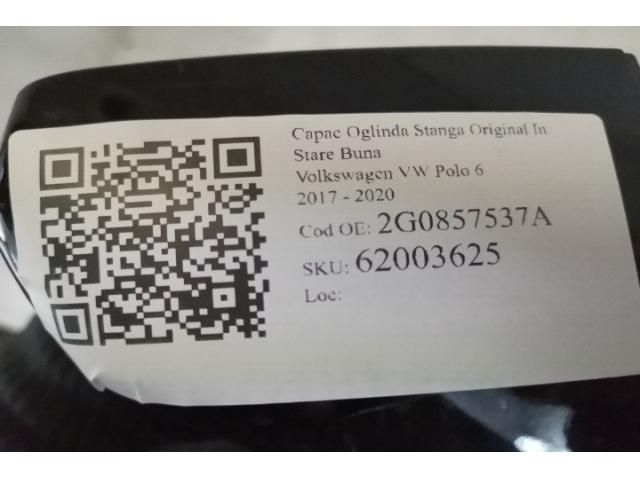 Capac Oglinda Stanga Original In
Stare Buna
Volkswagen VW Polo 6
2017 - 2020
Cod OE: 2G0857537A
SKU: 62003625
Loc: